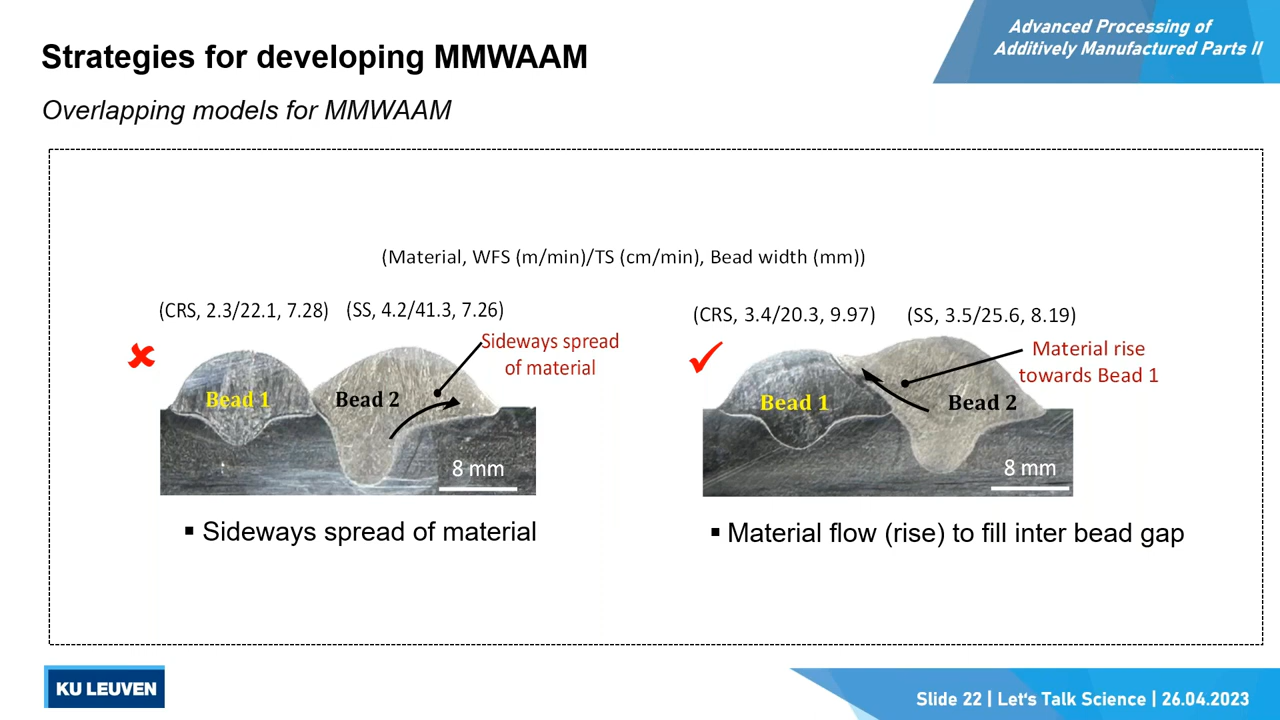 Advanced Processing of
Additively Manufactured Parts II
Strategies for developing MMWAAM
Overlapping models for MMWAAM
(Material, WFS (m/min)/TS (cm/min), Bead width (mm))
(CRS, 2.3/22.1, 7.28)
(SS, 4.2/41.3, 7.26)
Sideways spread
of material
Bead 1
Bead 2
8 mm
▪ Sideways spread of material
(CRS, 3.4/20.3, 9.97)
(SS, 3.5/25.6, 8.19)
Material rise
towards Bead 1
Bead 1
Bead 2
8 mm
▪ Material flow (rise) to fill inter bead gap
KU LEUVEN
Slide 22 | Let's Talk Science | 26.04.2023